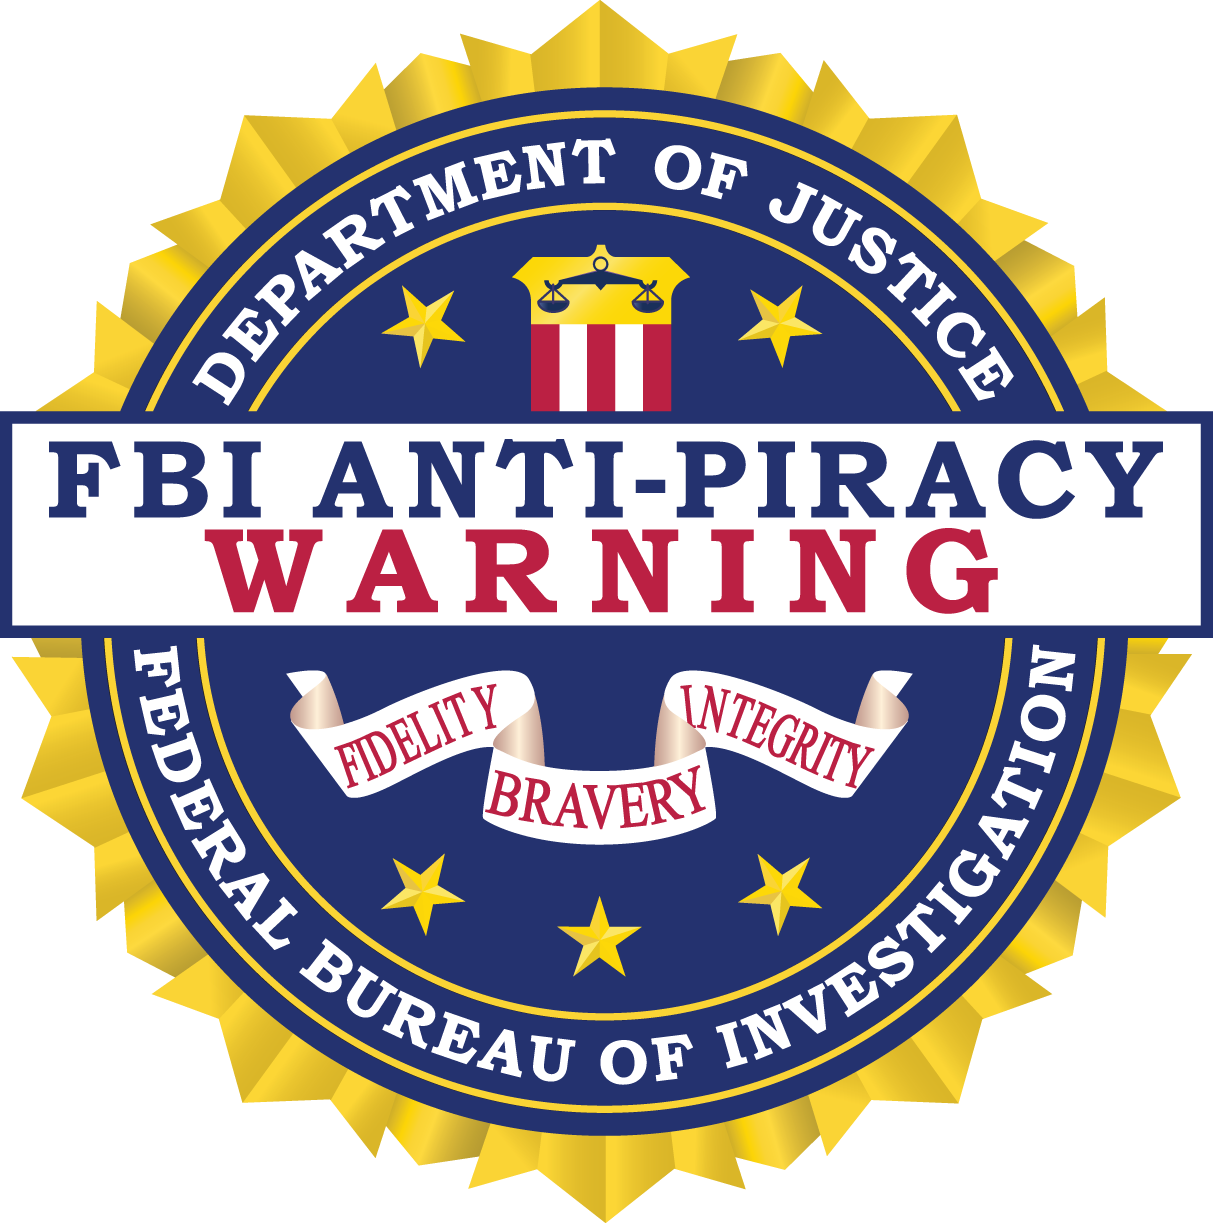 DEPARTMENT OF JUSTICE
FBI ANTI-PIRACY
WARNING
FIDELITY
BRAVERY
INTEGRITY
FEDERAL BUREAU OF INVESTIGATION